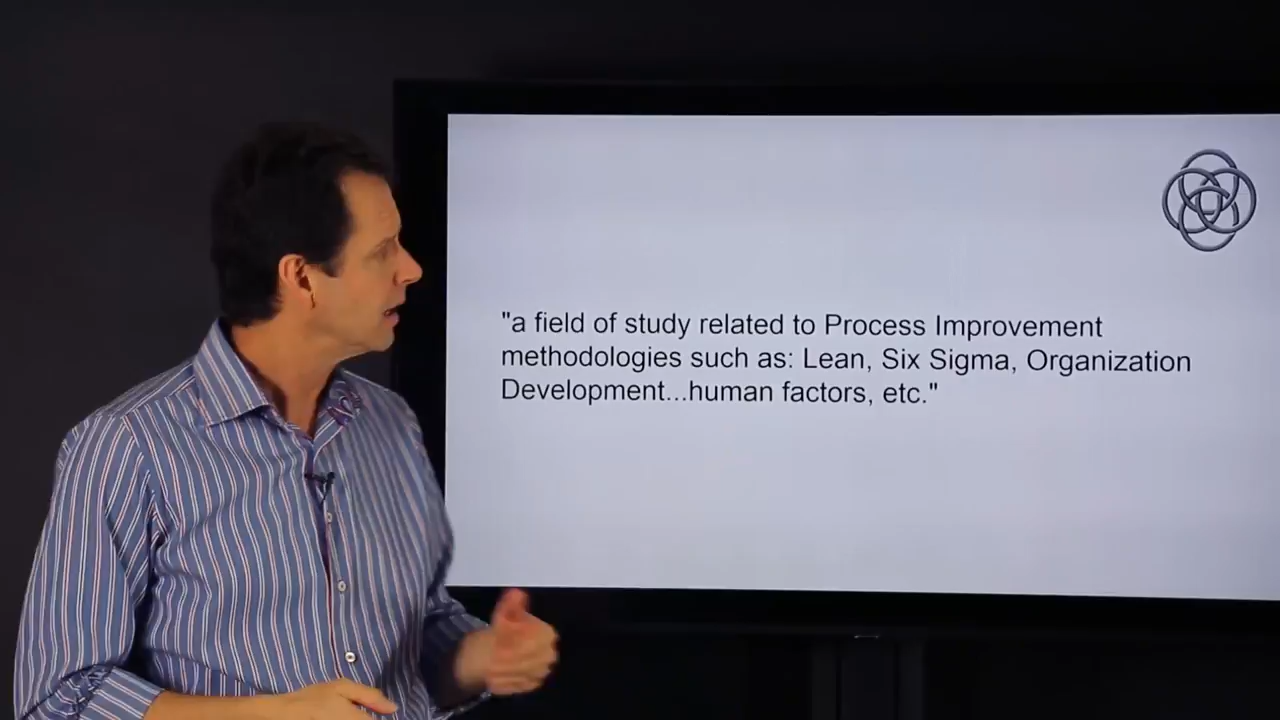 "a field of study related to Process Improvement
methodologies such as: Lean, Six Sigma, Organization
Development...human factors, etc."